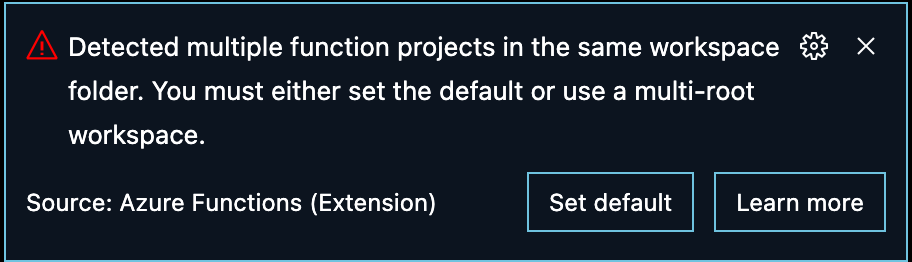 Detected multiple function projects in the same workspace
folder. You must either set the default or use a multi-root
workspace.
Source: Azure Functions (Extension)
Set default
Learn more